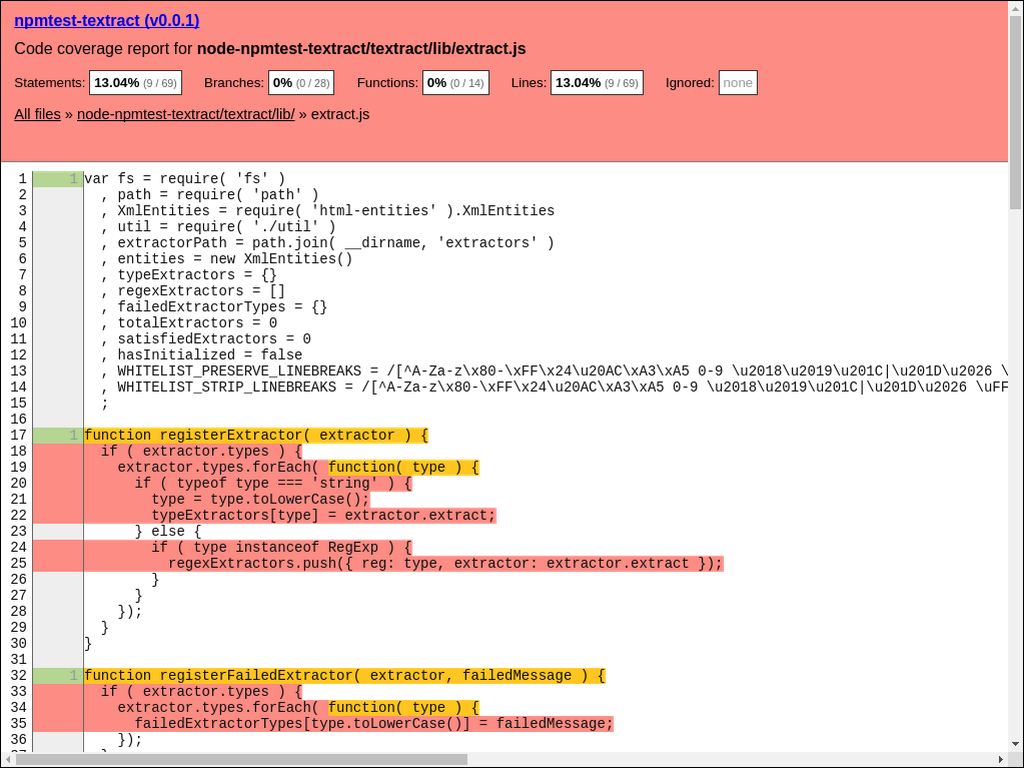 npmtest-textract (v0.0.1)
Code coverage report for node-npmtest-textract/textract/lib/extract.js
Statements: 13.04% (9 / 69) Branches: 0% (0 / 28) Functions: 0% (0 / 14) Lines: 13.04% (9 / 69) Ignored: none
All files » node-npmtest-textract/textract/lib/ » extract.js
1 1 var fs = require( 'fs' )
2   , path = require( 'path' )
3   , XmlEntities = require( 'html-entities' ).XmlEntities
4   , util = require( './util' )
5   , extractorPath = path.join( __dirname, 'extractors' )
6   , entities = new XmlEntities()
7   , typeExtractors = {}
8   , regexExtractors = []
9   , failedExtractorTypes = {}
10   , totalExtractors = 0
11   , satisfiedExtractors = 0
12   , hasInitialized = false
13   , WHITELIST_PRESERVE_LINEBREAKS = /[^A-Za-z\x80-\xFF\x24\u20AC\xA3\xA5 0-9 \u2018\u2019\u201C|\u201D\u2026 \
14   , WHITELIST_STRIP_LINEBREAKS = /[^A-Za-z\x80-\xFF\x24\u20AC\xA3\xA5 0-9 \u2018\u2019\u201C|\u201D\u2026 \uFF
15   ;
16
17 1 function registerExtractor( extractor ) {
18   if ( extractor.types ) {
19     extractor.types.forEach( function( type ) {
20       if ( typeof type === 'string' ) {
21         type = type.toLowerCase();
22         typeExtractors[type] = extractor.extract;
23       } else {
24         if ( type instanceof RegExp ) {
25           regexExtractors.push({ reg: type, extractor: extractor.extract });
26         }
27       }
28     });
29   }
30 }
31
32 1 function registerFailedExtractor( extractor, failedMessage ) {
33   if ( extractor.types ) {
34     extractor.types.forEach( function( type ) {
35       failedExtractorTypes[type.toLowerCase()] = failedMessage;
36     });